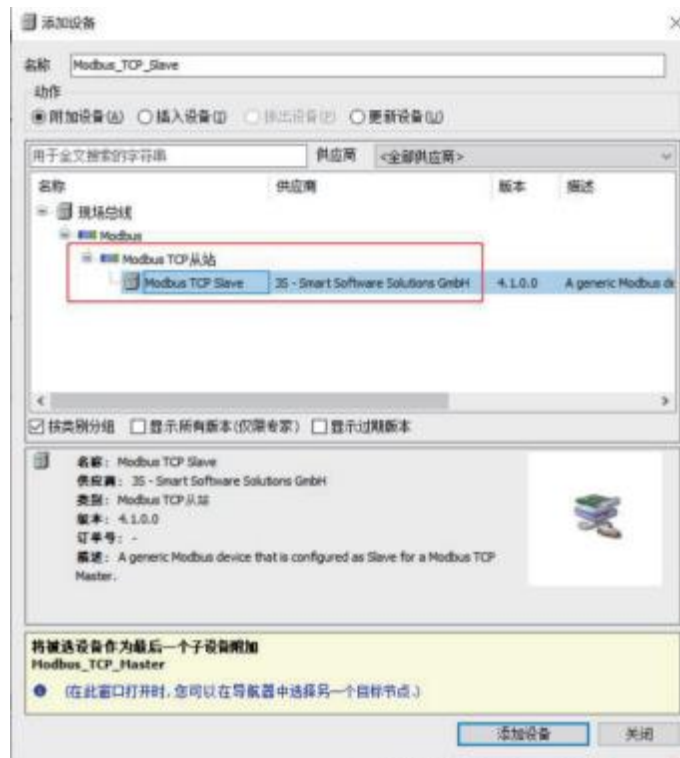 添加设备
名称 Modbus_TCP_Slave
动作
附加设备(A) 插入设备(I) 拔出设备(P) 更新设备(U)
用于全文搜索的字符串 供应商 <全部供应商>
名称 供应商 版本 描述
现场总线
Modbus
Modbus TCP从站
Modbus TCP Slave 3S - Smart Software Solutions GmbH 4.1.0.0 A generic Modbus de
按类别分组 显示所有版本(仅限专家) 显示过期版本
名称: Modbus TCP Slave
供应商: 3S - Smart Software Solutions GmbH
类别: Modbus TCP从站
版本: 4.1.0.0
订单号: -
描述: A generic Modbus device that is configured as Slave for a Modbus TCP
Master.
将被选设备作为最后一个子设备附加
Modbus_TCP_Master
(在此窗口打开时,您可以在导航器中选择另一个目标节点.)
添加设备 关闭